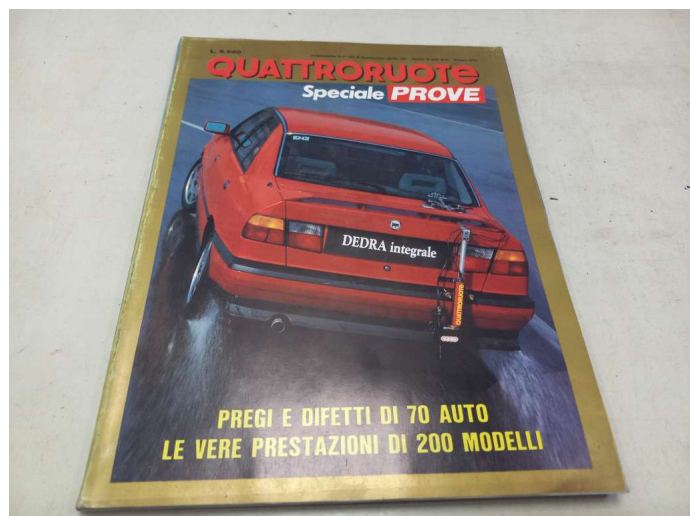 QUATTRORUOTE
Speciale PROVE
DEDRA integrale
QUATTRORUOTE
PREGI E DIFETTI DI 70 AUTO
LE VERE PRESTAZIONI DI 200 MODELLI